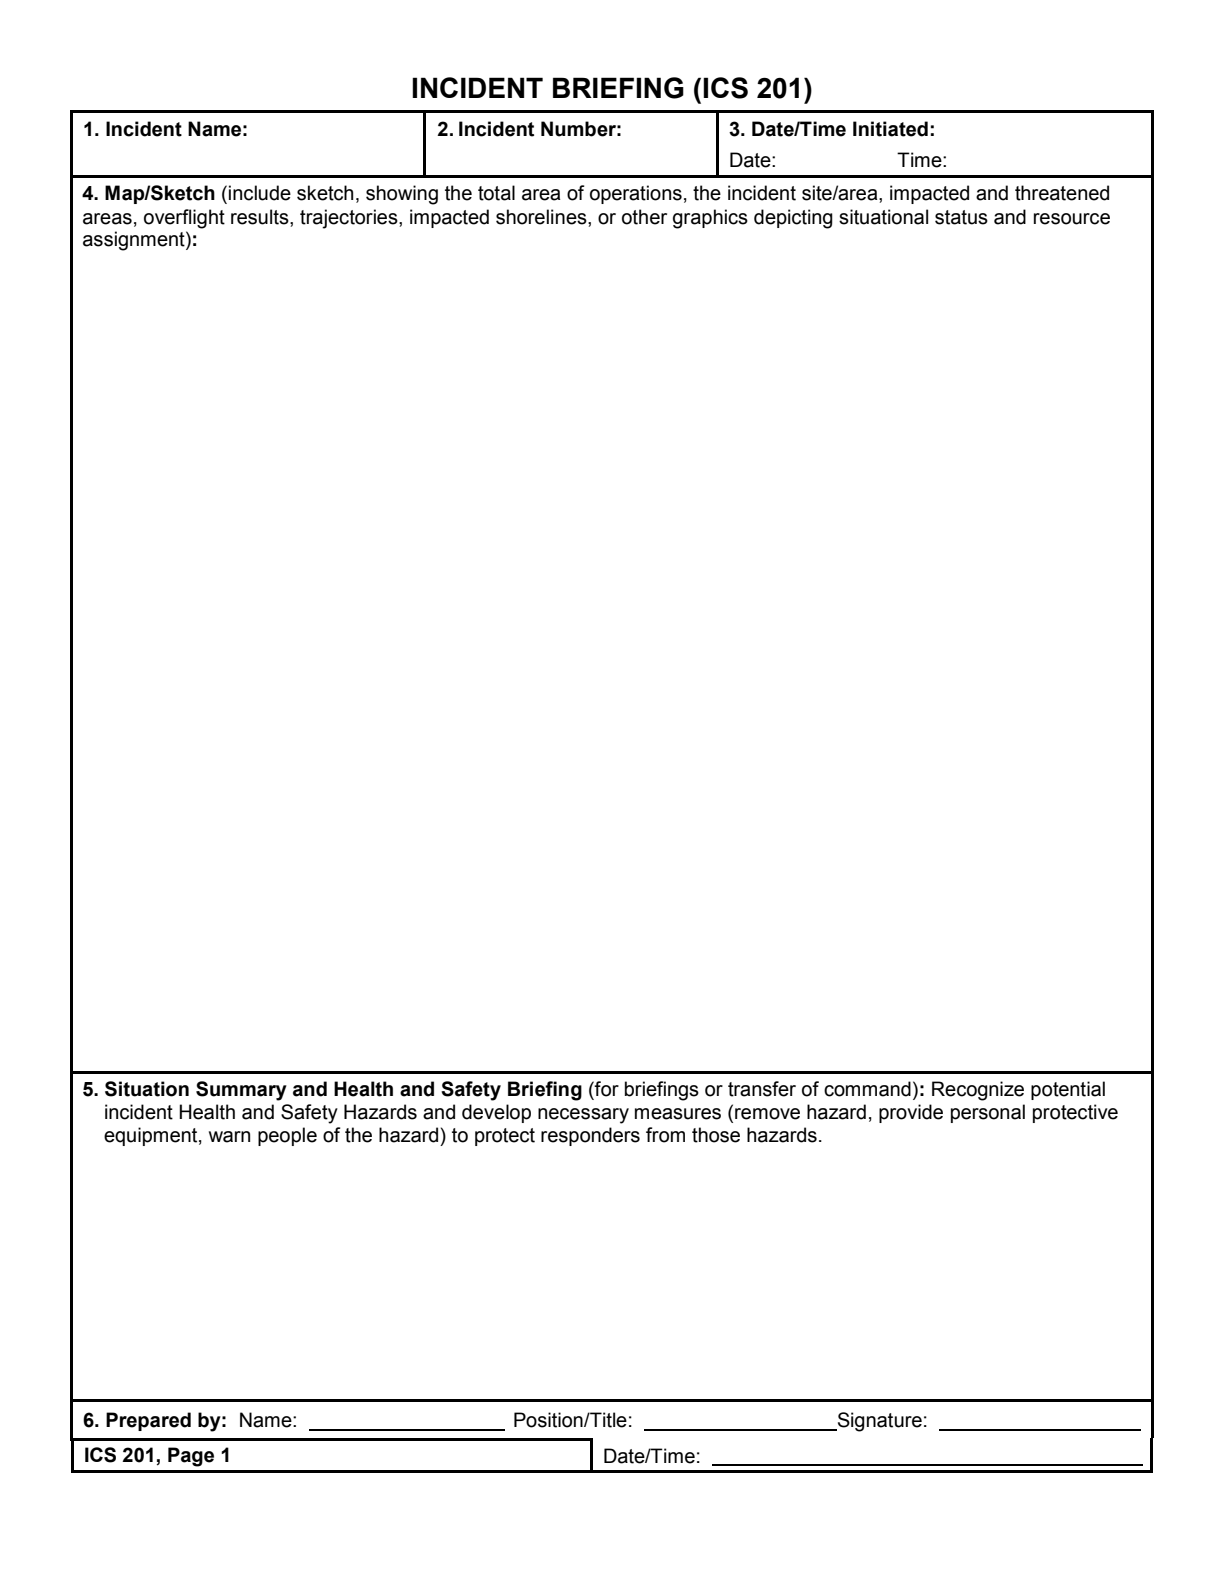 INCIDENT BRIEFING (ICS 201)
1. Incident Name:
2. Incident Number:
3. Date/Time Initiated:
Date: Time:
4. Map/Sketch (include sketch, showing the total area of operations, the incident site/area, impacted and threatened
areas, overflight results, trajectories, impacted shorelines, or other graphics depicting situational status and resource
assignment):
5. Situation Summary and Health and Safety Briefing (for briefings or transfer of command): Recognize potential
incident Health and Safety Hazards and develop necessary measures (remove hazard, provide personal protective
equipment, warn people of the hazard) to protect responders from those hazards.
6. Prepared by: Name: Position/Title: Signature:
ICS 201, Page 1
Date/Time: